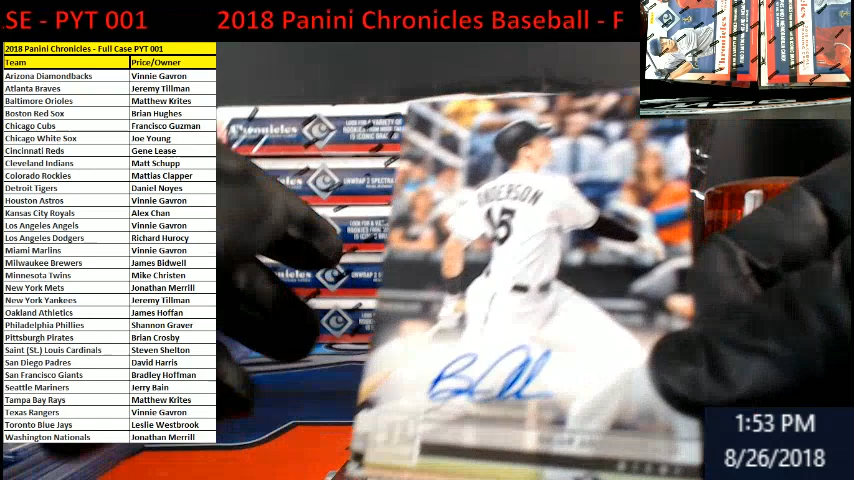 SE - PYT 001 2018 Panini Chronicles Baseball - F
2018 Panini Chronicles - Full Case PYT 001
Team Price/Owner
Arizona Diamondbacks Vinnie Gavron
Atlanta Braves Jeremy Tillman
Baltimore Orioles Matthew Krites
Boston Red Sox Brian Hughes
Chicago Cubs Francisco Guzman
Chicago White Sox Joe Young
Cincinnati Reds Gene Lease
Cleveland Indians Matt Schupp
Colorado Rockies Mattias Clapper
Detroit Tigers Daniel Noyes
Houston Astros Vinnie Gavron
Kansas City Royals Alex Chan
Los Angeles Angels Vinnie Gavron
Los Angeles Dodgers Richard Hurocy
Miami Marlins Vinnie Gavron
Milwaukee Brewers James Bidwell
Minnesota Twins Mike Christen
New York Mets Jonathan Merrill
New York Yankees Jeremy Tillman
Oakland Athletics James Hoffan
Philadelphia Phillies Shannon Graver
Pittsburgh Pirates Brian Crosby
Saint (St.) Louis Cardinals Steven Shelton
San Diego Padres David Harris
San Francisco Giants Bradley Hoffman
Seattle Mariners Jerry Bain
Tampa Bay Rays Matthew Krites
Texas Rangers Vinnie Gavron
Toronto Blue Jays Leslie Westbrook
Washington Nationals Jonathan Merrill
Chronicles
UNWRAP 2 SPECTRA
ANDERSON
15
1:53 PM
8/26/2018